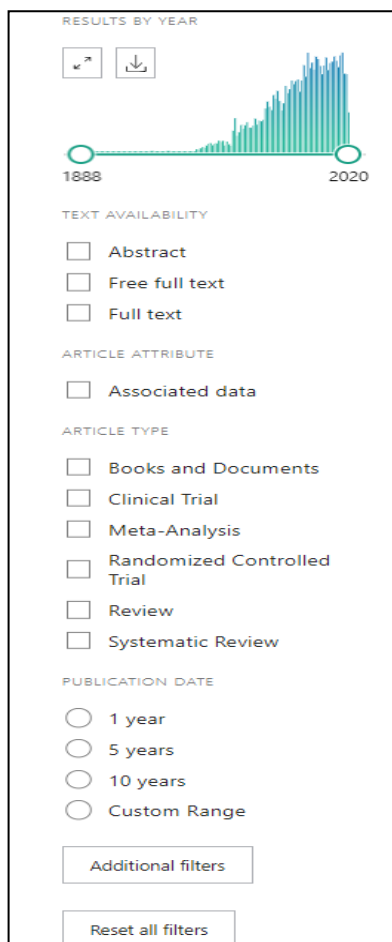 RESULTS BY YEAR
1888 2020
TEXT AVAILABILITY
Abstract
Free full text
Full text
ARTICLE ATTRIBUTE
Associated data
ARTICLE TYPE
Books and Documents
Clinical Trial
Meta-Analysis
Randomized Controlled
Trial
Review
Systematic Review
PUBLICATION DATE
1 year
5 years
10 years
Custom Range
Additional filters
Reset all filters